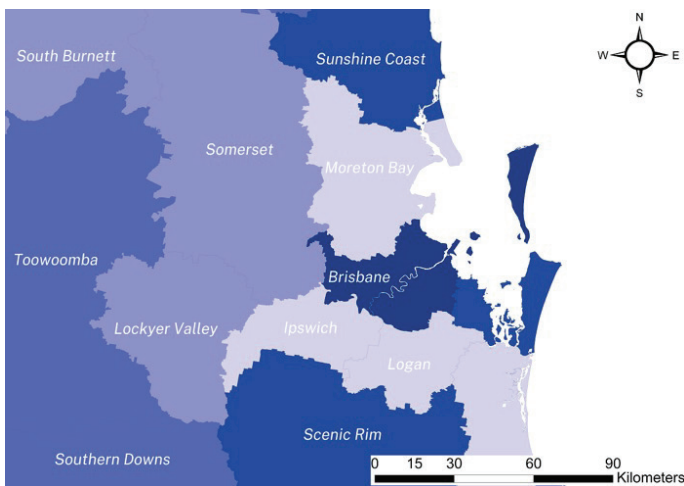 N
South Burnett
Sunshine Coast
W E
S
Somerset
Moreton Bay
Toowoomba
Brisbane
Lockyer Valley
Ipswich
Logan
Scenic Rim
Southern Downs
0 15 30 60 90
Kilometers